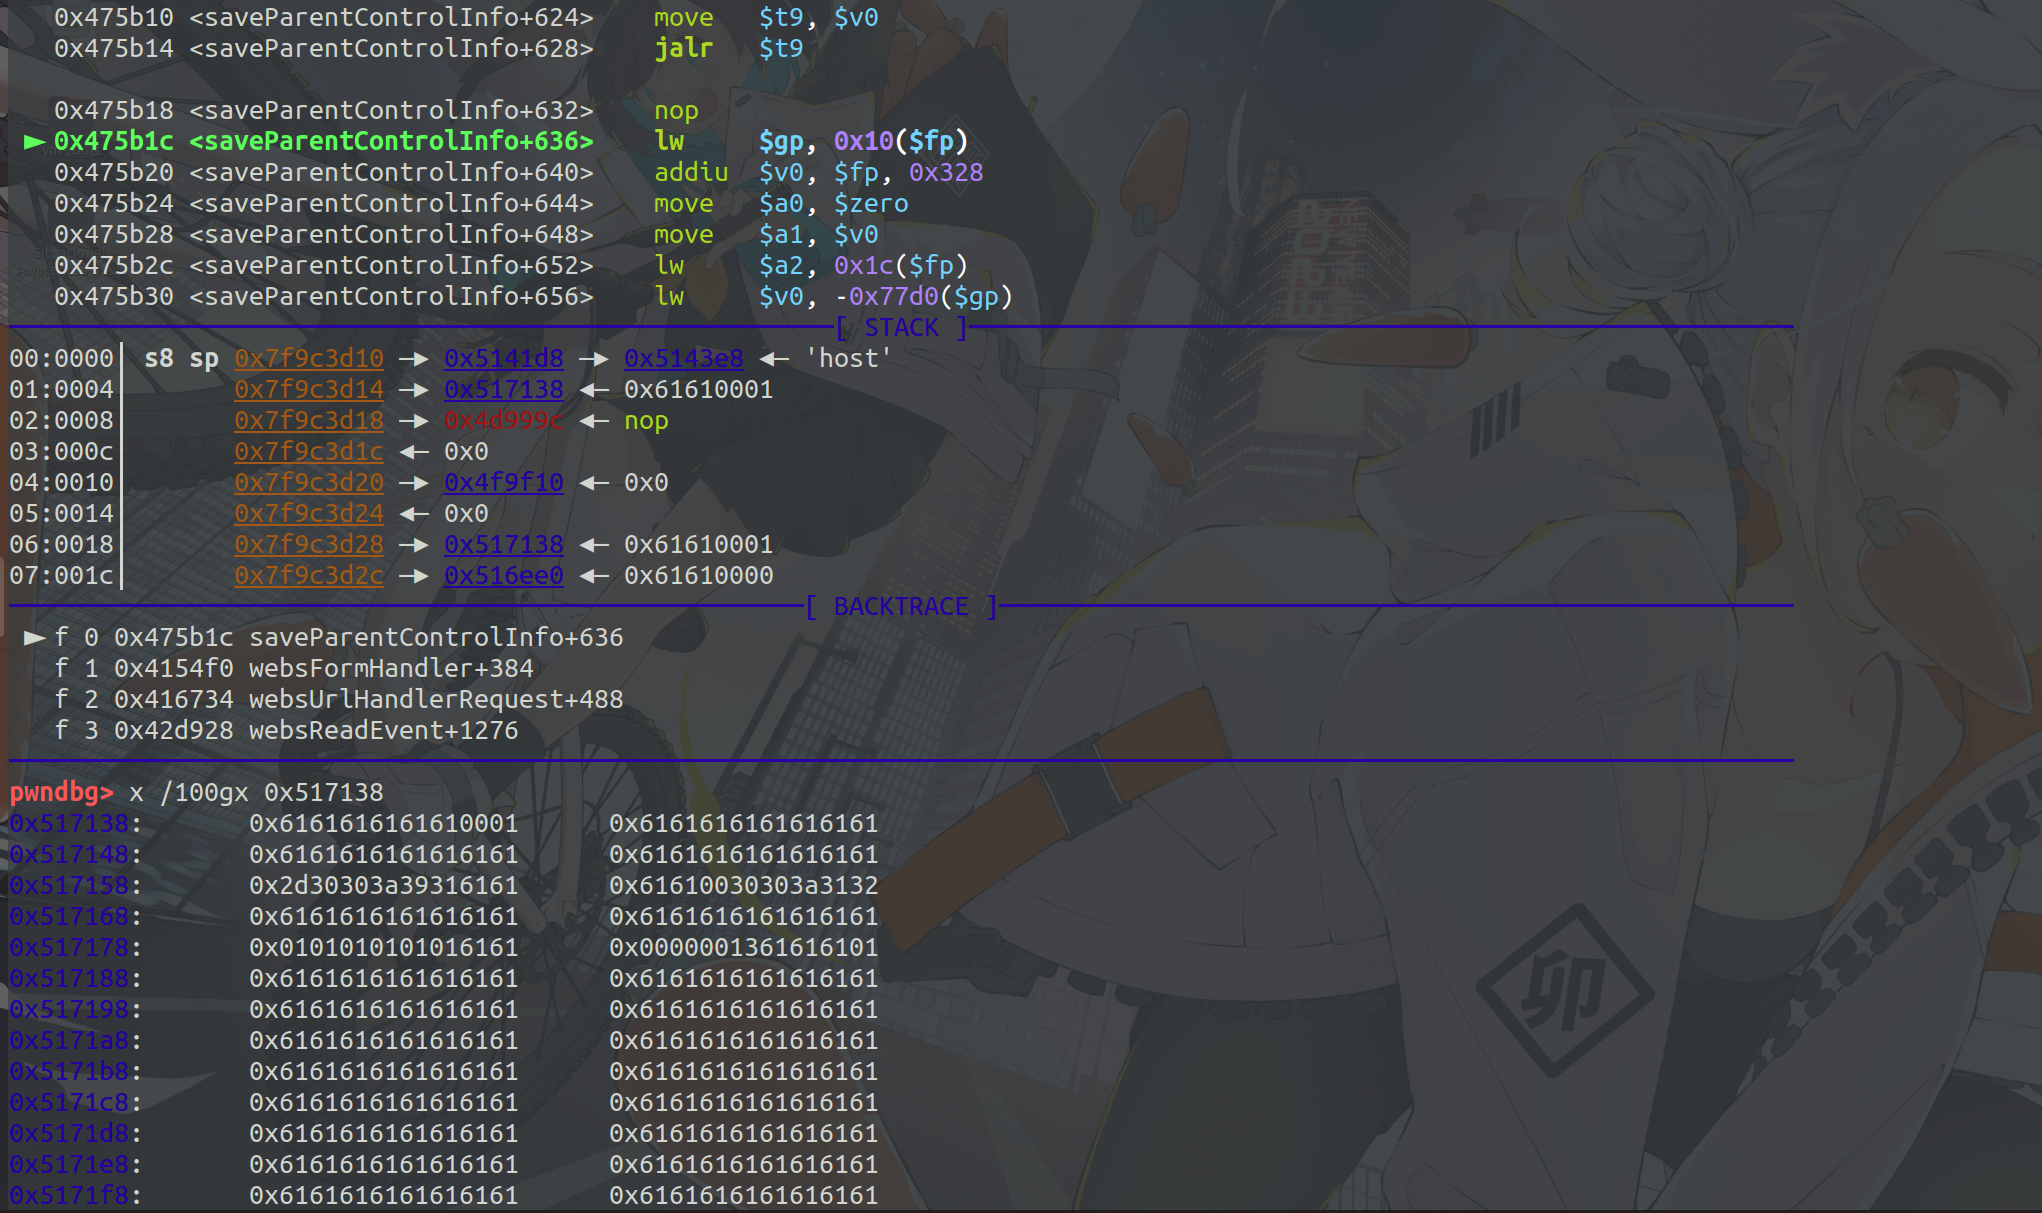 0x475b10 <saveParentControlInfo+624>    move   $t9, $v0
0x475b14 <saveParentControlInfo+628>    jalr   $t9
0x475b18 <saveParentControlInfo+632>    nop
► 0x475b1c <saveParentControlInfo+636>    lw     $gp, 0x10($fp)
0x475b20 <saveParentControlInfo+640>    addiu  $v0, $fp, 0x328
0x475b24 <saveParentControlInfo+644>    move   $a0, $zero
0x475b28 <saveParentControlInfo+648>    move   $a1, $v0
0x475b2c <saveParentControlInfo+652>    lw     $a2, 0x1c($fp)
0x475b30 <saveParentControlInfo+656>    lw     $v0, -0x77d0($gp)
[ STACK ]
00:0000│ s8 sp 0x7f9c3d10 —▸ 0x5141d8 —▸ 0x5143e8 ◂— 'host'
01:0004│       0x7f9c3d14 —▸ 0x517138 ◂— 0x61610001
02:0008│       0x7f9c3d18 —▸ 0x4d999c ◂— nop
03:000c│       0x7f9c3d1c ◂— 0x0
04:0010│       0x7f9c3d20 —▸ 0x4f9f10 ◂— 0x0
05:0014│       0x7f9c3d24 ◂— 0x0
06:0018│       0x7f9c3d28 —▸ 0x517138 ◂— 0x61610001
07:001c│       0x7f9c3d2c —▸ 0x516ee0 ◂— 0x61610000
[ BACKTRACE ]
► f 0 0x475b1c saveParentControlInfo+636
f 1 0x4154f0 websFormHandler+384
f 2 0x416734 websUrlHandlerRequest+488
f 3 0x42d928 websReadEvent+1276
pwndbg> x /100gx 0x517138
0x517138:       0x6161616161610001      0x6161616161616161
0x517148:       0x6161616161616161      0x6161616161616161
0x517158:       0x2d30303a39316161      0x61610030303a3132
0x517168:       0x6161616161616161      0x6161616161616161
0x517178:       0x0101010101016161      0x0000001361616101
0x517188:       0x6161616161616161      0x6161616161616161
0x517198:       0x6161616161616161      0x6161616161616161
0x5171a8:       0x6161616161616161      0x6161616161616161
0x5171b8:       0x6161616161616161      0x6161616161616161
0x5171c8:       0x6161616161616161      0x6161616161616161
0x5171d8:       0x6161616161616161      0x6161616161616161
0x5171e8:       0x6161616161616161      0x6161616161616161
0x5171f8:       0x6161616161616161      0x6161616161616161
卯